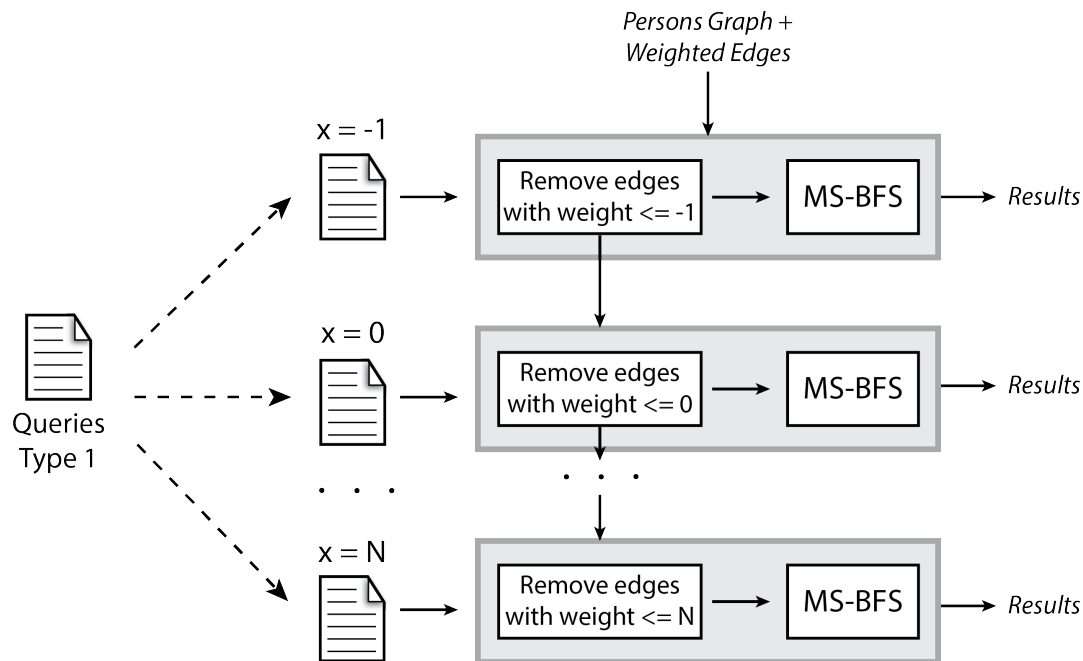 Persons Graph +
Weighted Edges
x = -1
Remove edges
with weight <= -1
MS-BFS
Results
Queries
Type 1
x = 0
Remove edges
with weight <= 0
MS-BFS
Results
. . .
. . .
x = N
Remove edges
with weight <= N
MS-BFS
Results